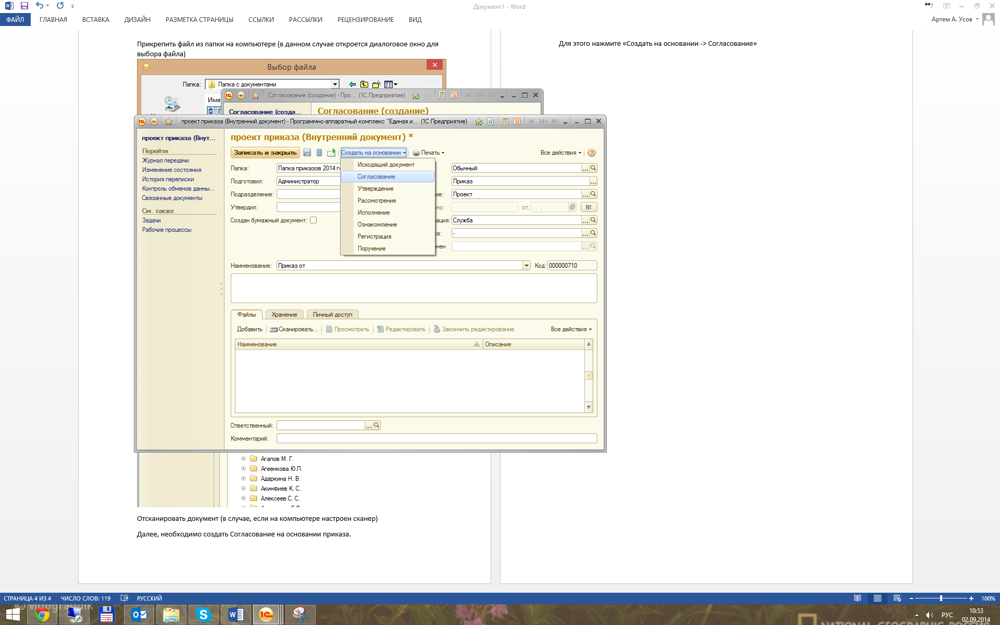 Документ1 - Word
ФАЙЛ ГЛАВНАЯ ВСТАВКА ДИЗАЙН РАЗМЕТКА СТРАНИЦЫ ССЫЛКИ РАССЫЛКИ РЕЦЕНЗИРОВАНИЕ ВИД
Артем А. Усов
Прикрепить файл из папки на компьютере (в данном случае откроется диалоговое окно для
выбора файла)
Для этого нажмите «Создать на основании -> Согласование»
Выбор файла
Папка: Папка с документами
Имя
Согласование (создание) - Про... (1С:Предприятие)
M M+ M-
Согласование (созда...
Согласование (создание)
проект приказа (Внутренний документ) - Программно-аппаратный комплекс "Единая и... (1С:Предприятие)
M M+ M-
проект приказа (Внут...
Перейти
Журнал передачи
Изменение состояния
История переписки
Контроль обменов данны...
Связанные документы
См. также
Задачи
Рабочие процессы
проект приказа (Внутренний документ) *
Записать и закрыть Создать на основании Печать Все действия
Исходящий документ
Согласование
Утверждение
Рассмотрение
Исполнение
Ознакомление
Регистрация
Поручение
Папка: Папка приказов 2014 Обычный
Подготовил: Администратор Приказ
Подразделение: ие: Проект
Утвердил: ер: от: №
Создан бумажный документ: ация: Служба
ка: -
нен
Наименование: Приказ от Код: 000000710
Файлы Хранение Личный доступ
Добавить Сканировать... Просмотреть Редактировать Закончить редактирование Все действия
Наименование Описание
Ответственный:
Комментарий:
Агапов М. Г.
Агеенкова Ю.П.
Адаркина Н. В.
Акинфиев К. С.
Алексеев С. С.
Отсканировать документ (в случае, если на компьютере настроен сканер)
Далее, необходимо создать Согласование на основании приказа.
СТРАНИЦА 4 ИЗ 4 ЧИСЛО СЛОВ: 119 РУССКИЙ 100%
РУС
10:53
02.09.2014
NATIONAL GEOGRAPHIC РОССИЯ